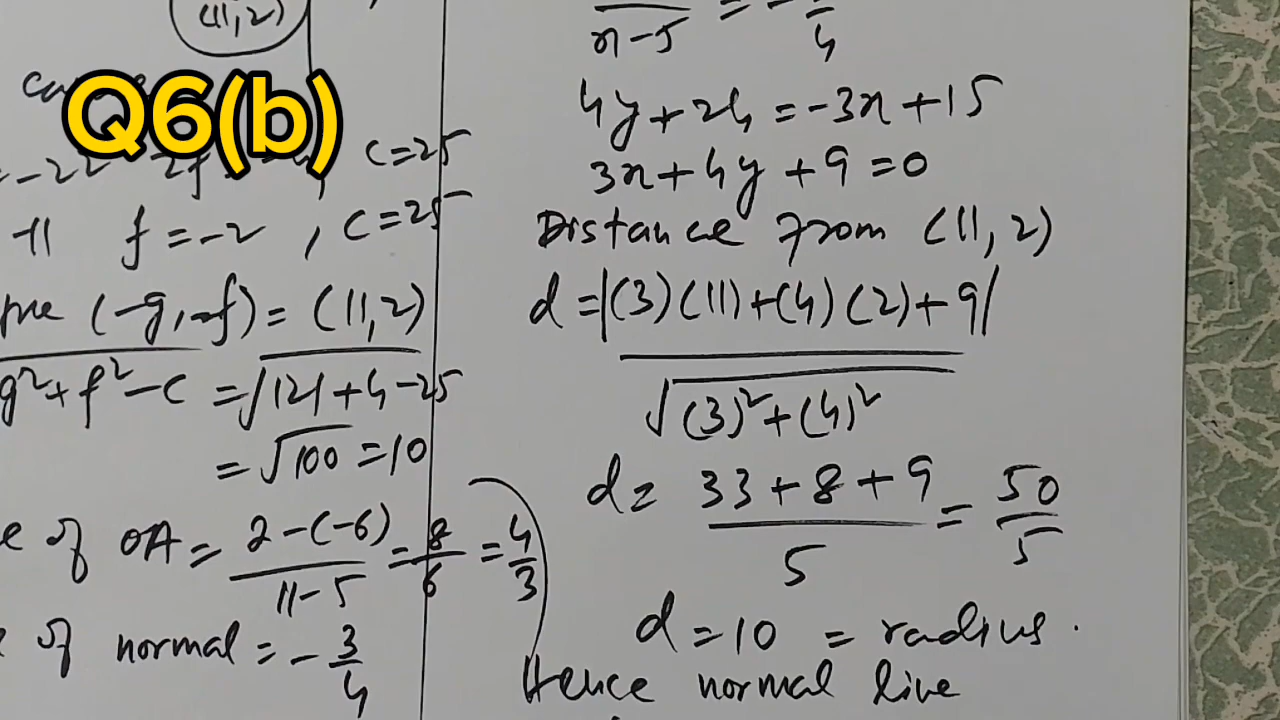 (11,2)
Q6(b)
c=25
-11 f=-2 , c=25
(-g,-f) = (11,2)
g²+f²-c = √121+4-25
= √100 = 10
of OA = 2-(-6)/11-5 = 8/6 = 4/3
of normal = -3/4
x-5 = - /4
4y+24 = -3x+15
3x+4y+9=0
Distance from (11,2)
d = |(3)(11)+(4)(2)+9|
√(3)²+(4)²
d = 33+8+9/5 = 50/5
d=10 = radius.
Hence normal line